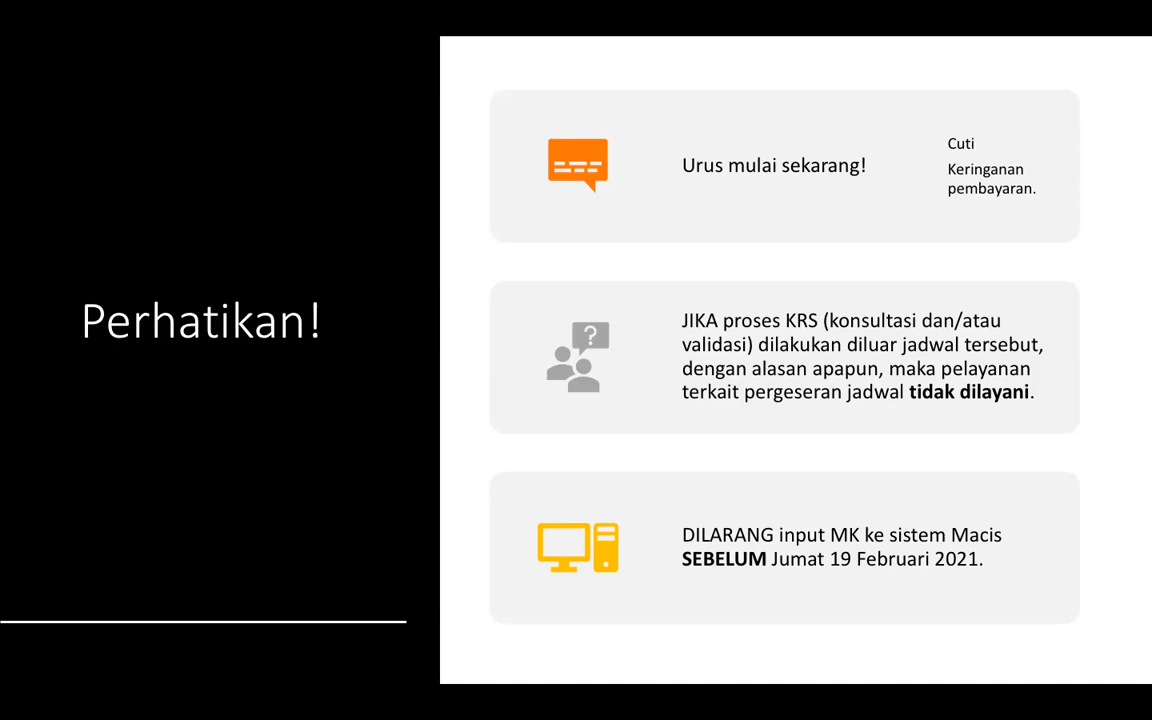 Perhatikan!
Urus mulai sekarang!
Cuti
Keringanan
pembayaran.
?
JIKA proses KRS (konsultasi dan/atau
validasi) dilakukan diluar jadwal tersebut,
dengan alasan apapun, maka pelayanan
terkait pergeseran jadwal tidak dilayani.
DILARANG input MK ke sistem Macis
SEBELUM Jumat 19 Februari 2021.